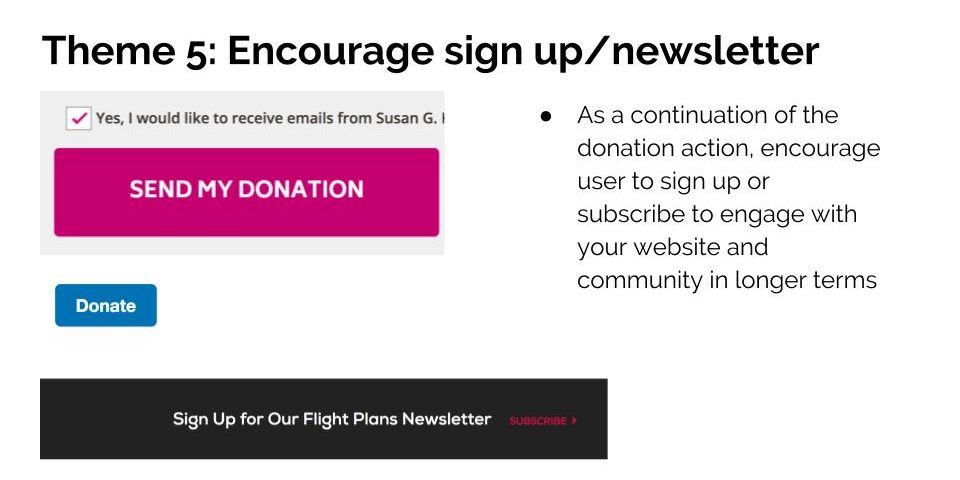 Theme 5: Encourage sign up/newsletter
Yes, I would like to receive emails from Susan G.
SEND MY DONATION
Donate
Sign Up for Our Flight Plans Newsletter SUBSCRIBE
● As a continuation of the
donation action, encourage
user to sign up or
subscribe to engage with
your website and
community in longer terms